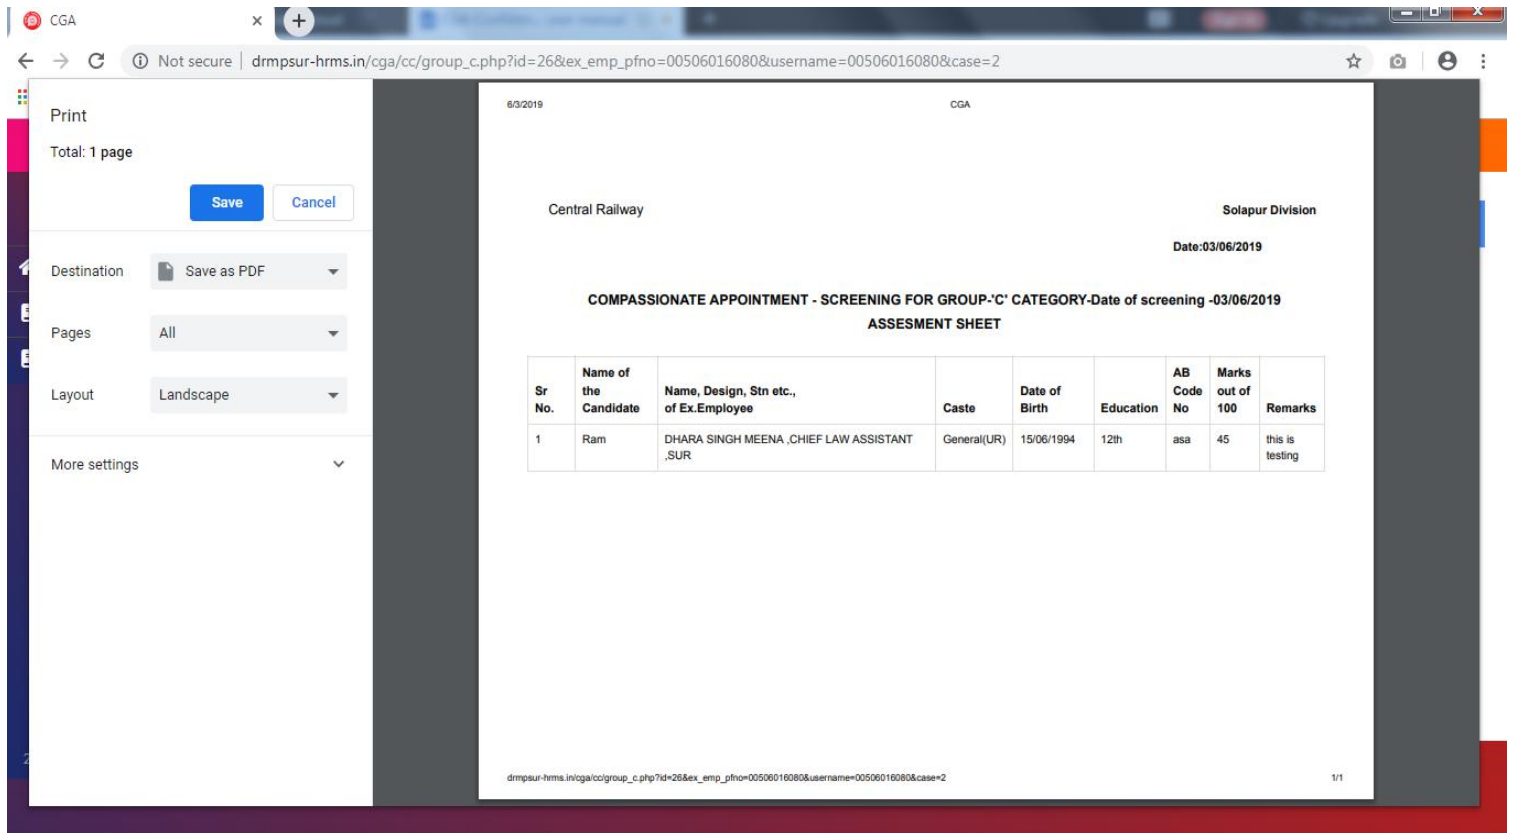 CGA
Not secure | drmpsur-hrms.in/cga/cc/group_c.php?id=26&ex_emp_pfno=00506016080&username=00506016080&case=2
Print
Total: 1 page
Save Cancel
Destination Save as PDF
Pages All
Layout Landscape
More settings
6/3/2019 CGA
Central Railway Solapur Division
Date:03/06/2019
COMPASSIONATE APPOINTMENT - SCREENING FOR GROUP-'C' CATEGORY-Date of screening -03/06/2019
ASSESMENT SHEET
Sr No. Name of the Candidate Name, Design, Stn etc., of Ex.Employee Caste Date of Birth Education AB Code No Marks out of 100 Remarks
1 Ram DHARA SINGH MEENA ,CHIEF LAW ASSISTANT ,SUR General(UR) 15/06/1994 12th asa 45 this is testing
drmpsur-hrms.in/cga/cc/group_c.php?id=26&ex_emp_pfno=00506016080&username=00506016080&case=2 1/1